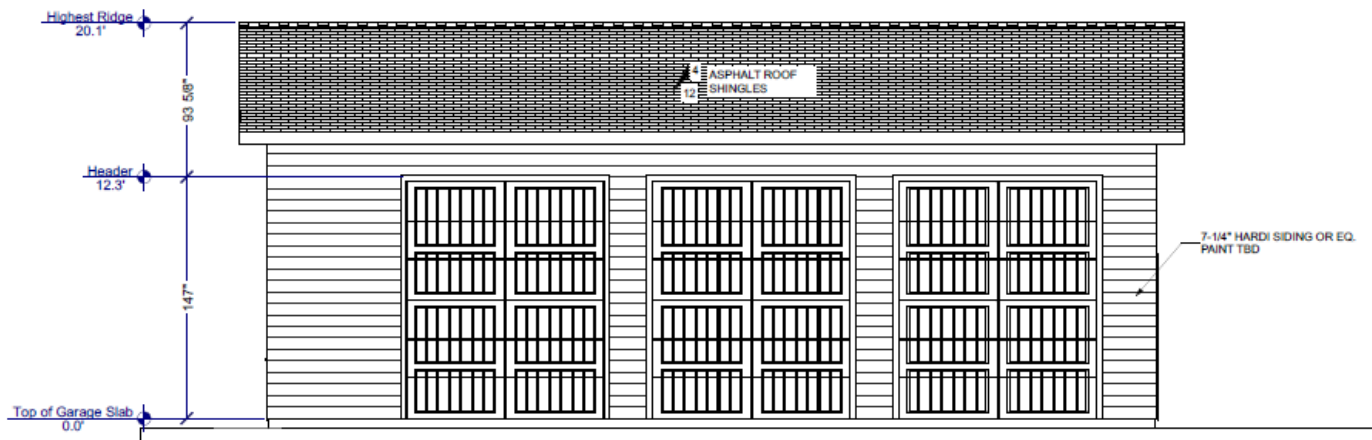 Highest Ridge
20.1'
93 5/8"
4
12
ASPHALT ROOF
SHINGLES
Header
12.3'
147"
7-1/4" HARDI SIDING OR EQ.
PAINT TBD
Top of Garage Slab
0.0'